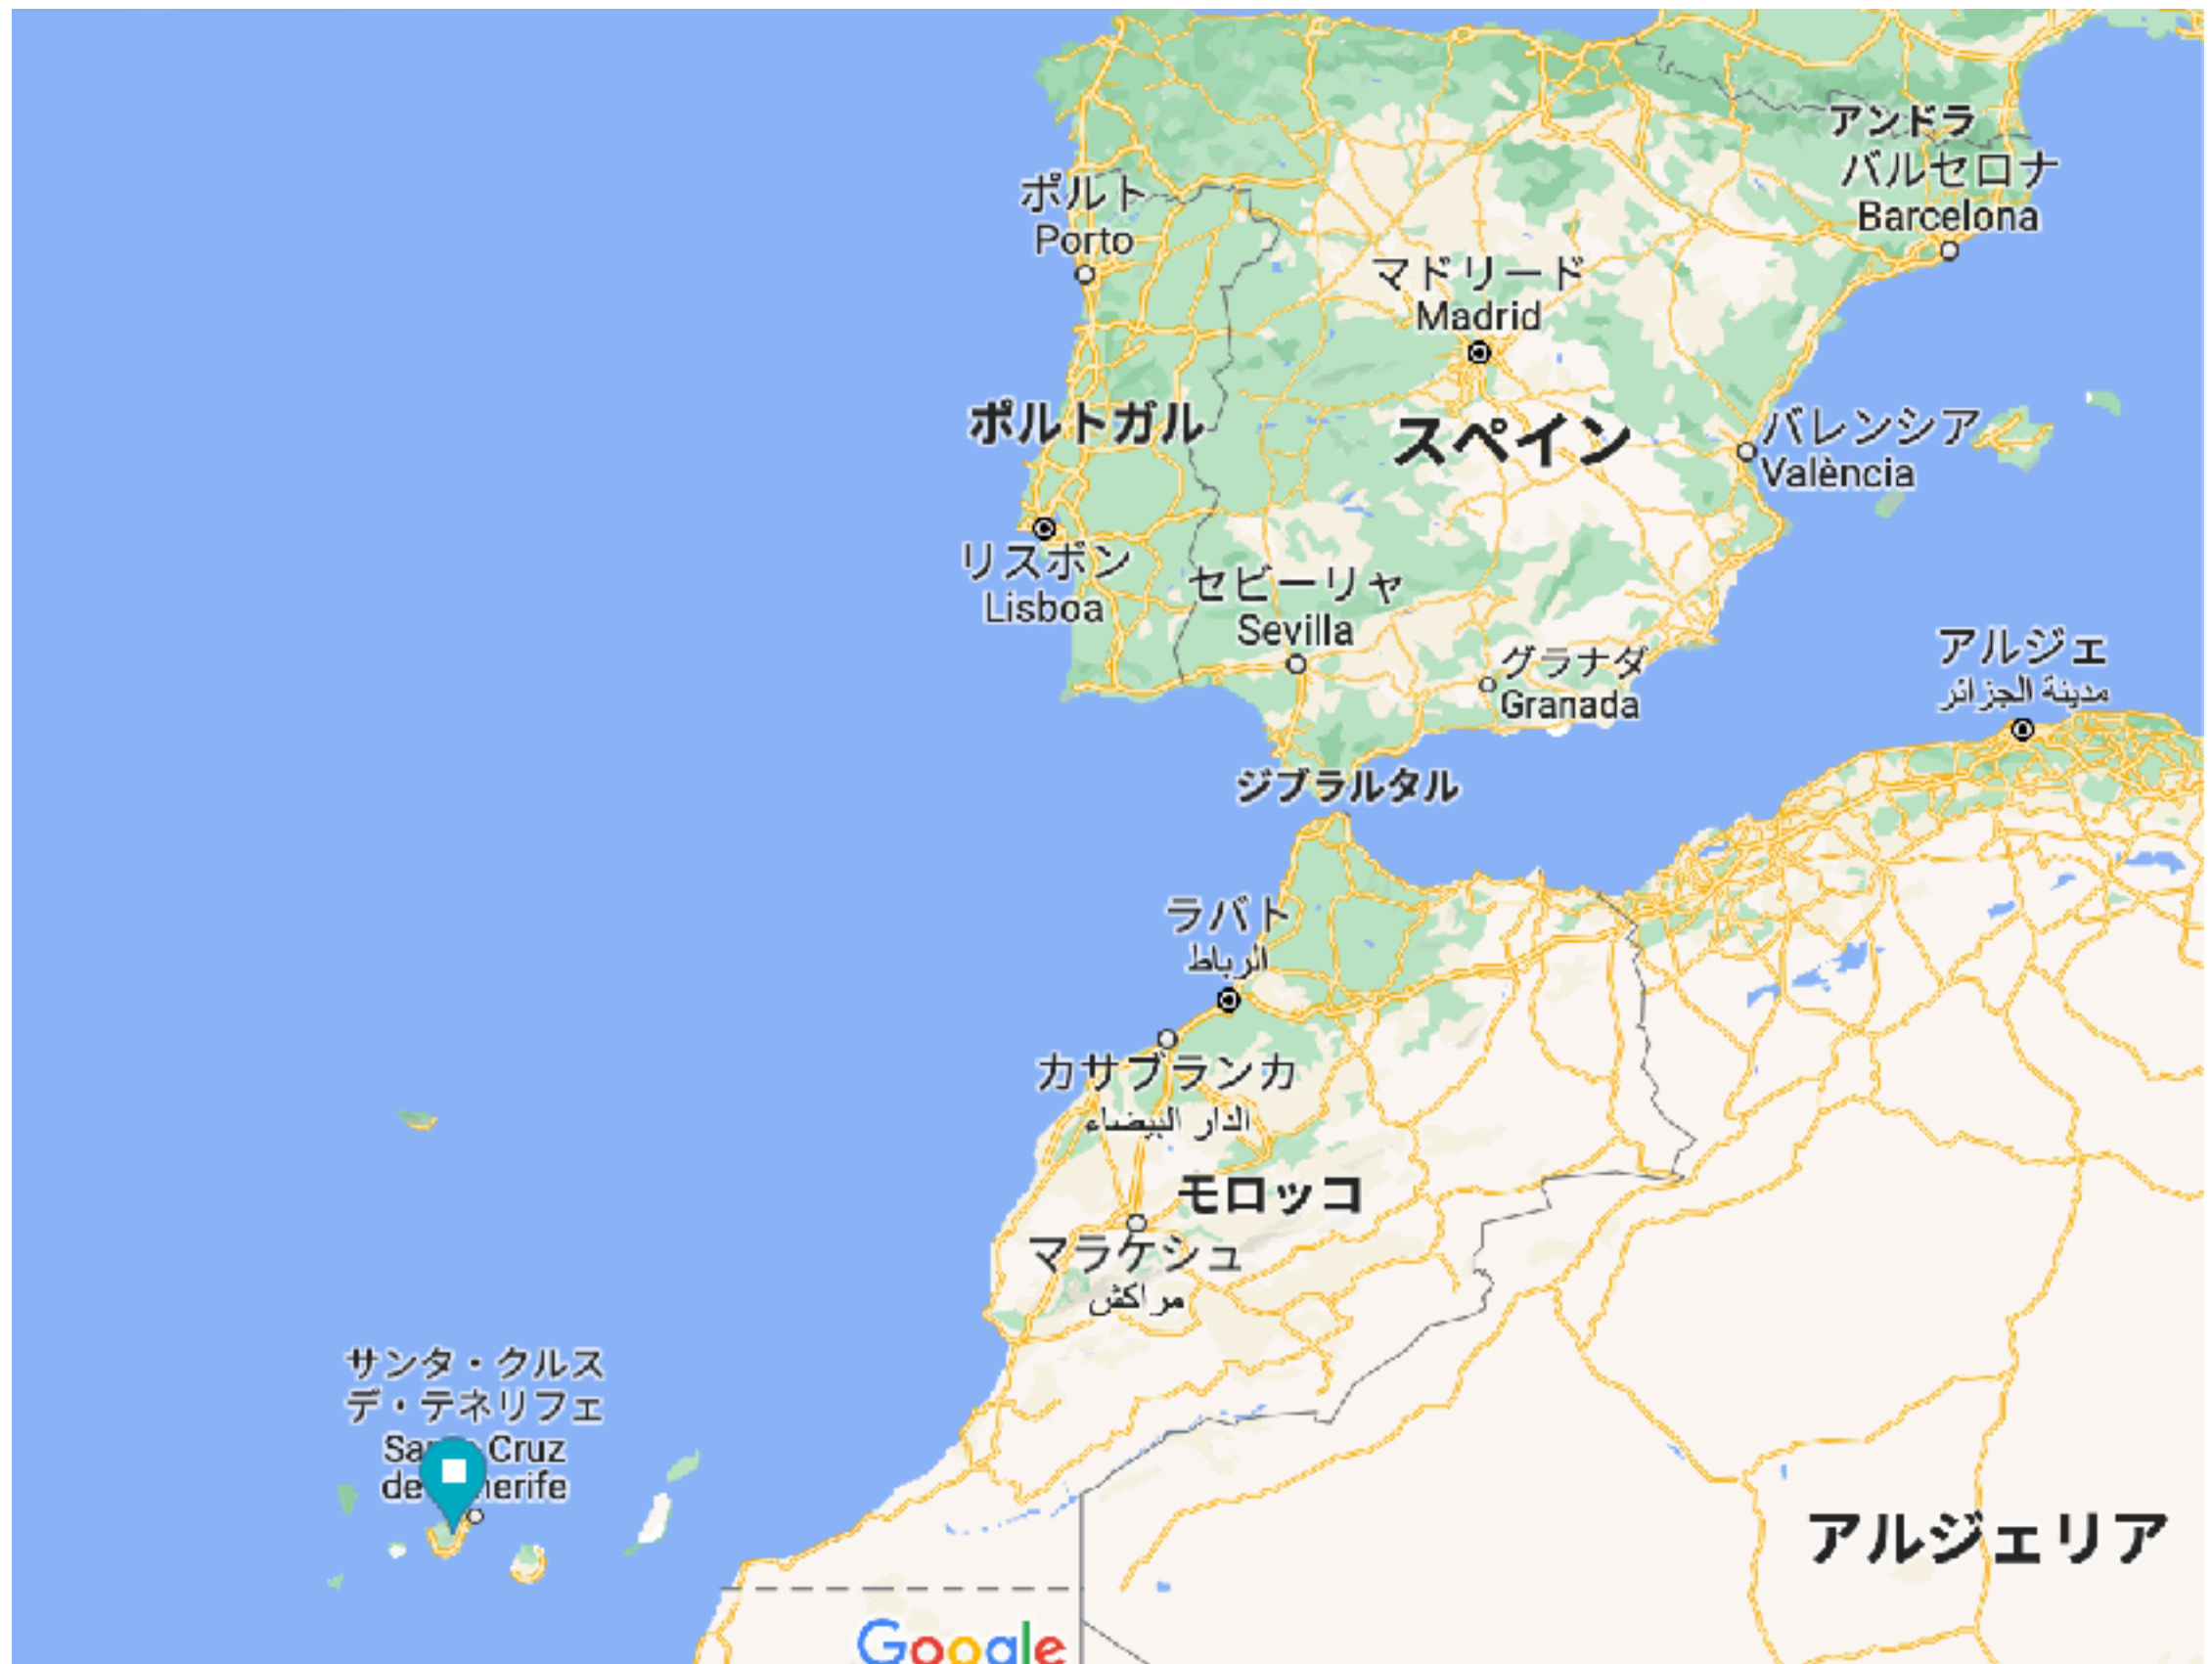 アンドラ
バルセロナ
Barcelona
ポルト
Porto
マドリード
Madrid
ポルトガル
スペイン
バレンシア
València
リスボン
Lisboa
セビーリャ
Sevilla
グラナダ
Granada
アルジェ
مدينة الجزائر
ジブラルタル
ラバト
الرباط
カサブランカ
الدار البيضاء
モロッコ
マラケシュ
مراكش
サンタ・クルス
デ・テネリフェ
Cruz
de
アルジェリア
Google